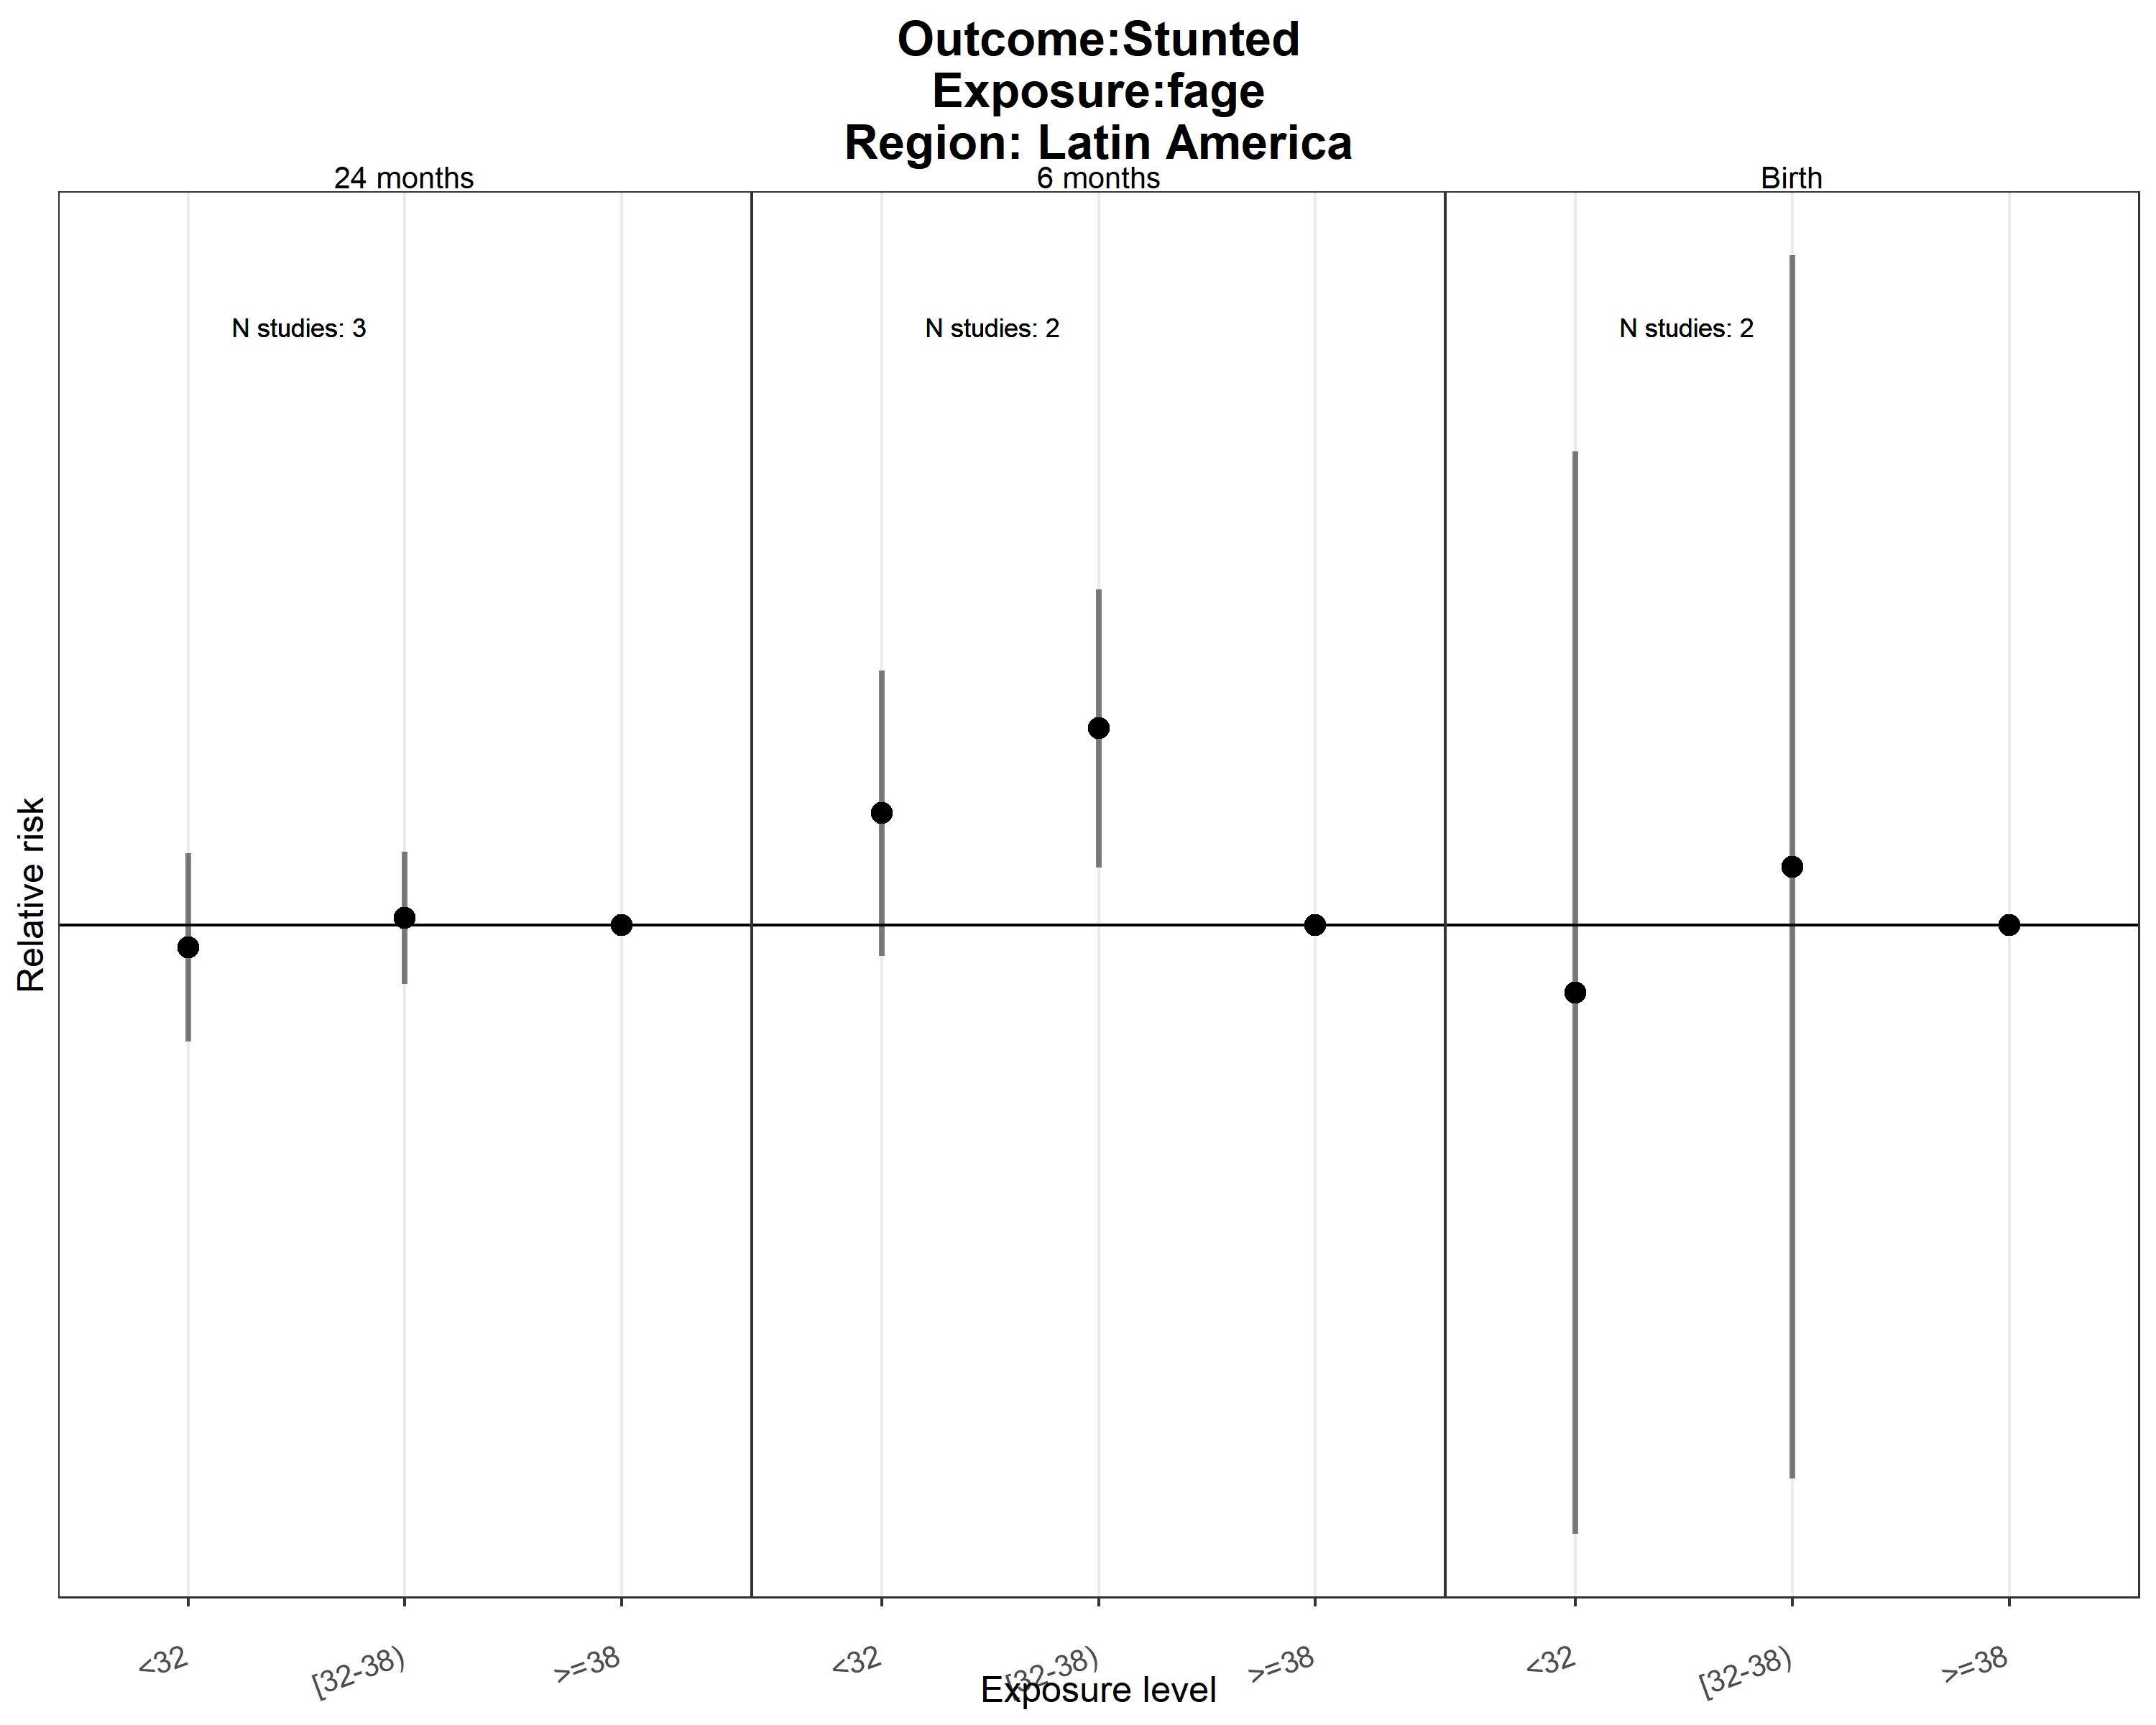 Outcome:Stunted
Exposure:fage
Region: Latin America
24 months
6 months
Birth
N studies: 3
N studies: 2
N studies: 2
Relative risk
<32
[32-38)
>=38
<32
[32-38)
>=38
<32
[32-38)
>=38
Exposure level